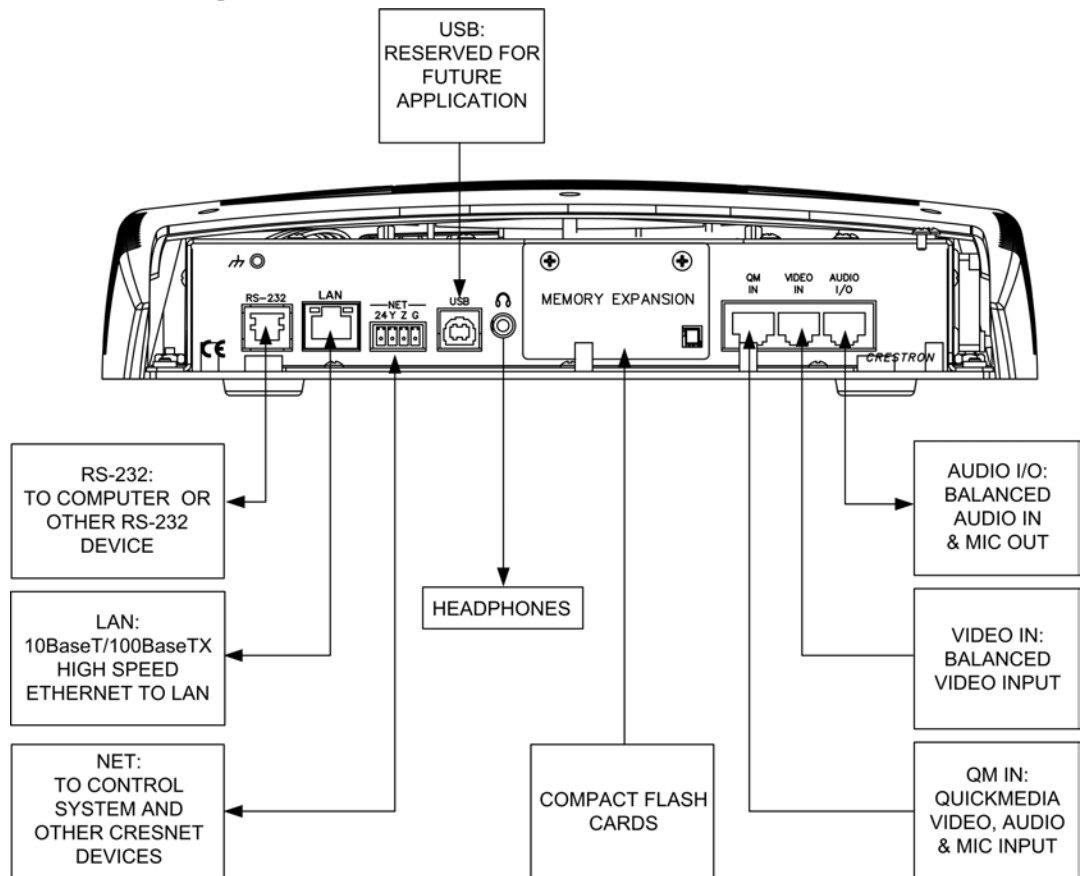 USB:
RESERVED FOR
FUTURE
APPLICATION
RS-232
LAN
NET
24 Y Z G
USB
MEMORY EXPANSION
QM
IN
VIDEO
IN
AUDIO
I/O
CE
CRESTRON
RS-232:
TO COMPUTER OR
OTHER RS-232
DEVICE
LAN:
10BaseT/100BaseTX
HIGH SPEED
ETHERNET TO LAN
NET:
TO CONTROL
SYSTEM AND
OTHER CRESNET
DEVICES
HEADPHONES
COMPACT FLASH
CARDS
AUDIO I/O:
BALANCED
AUDIO IN
& MIC OUT
VIDEO IN:
BALANCED
VIDEO INPUT
QM IN:
QUICKMEDIA
VIDEO, AUDIO
& MIC INPUT